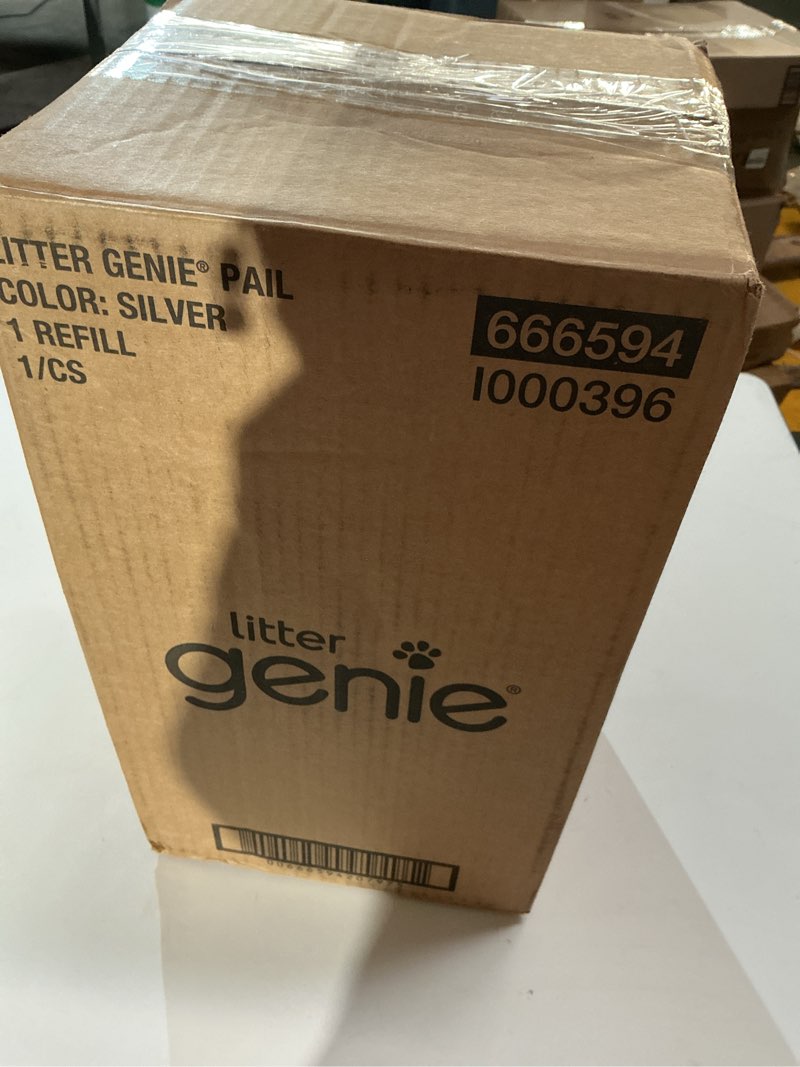 LITTER GENIE® PAIL
COLOR: SILVER
1 REFILL
1/CS
666594
I000396
litter
genie®